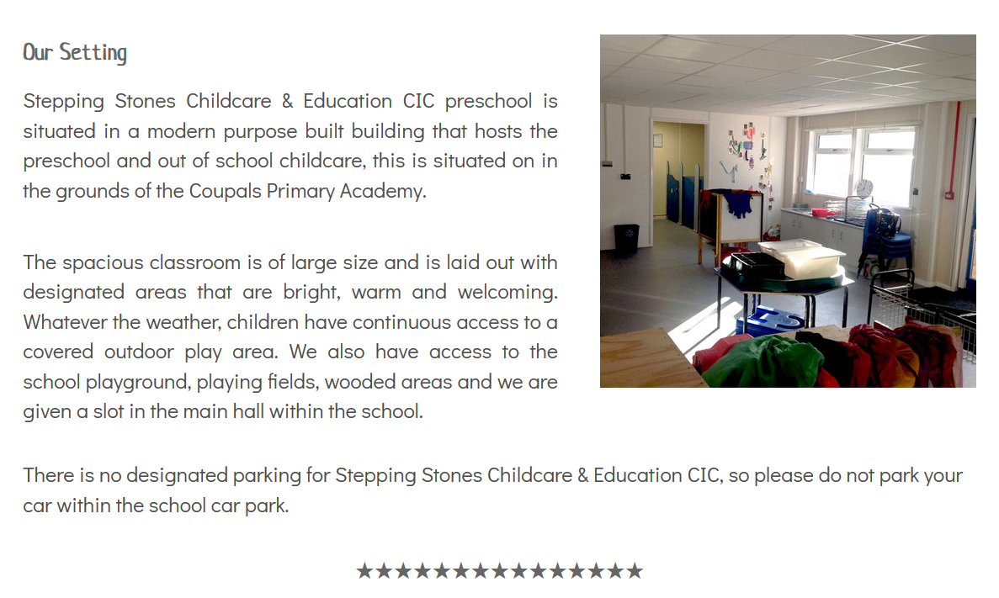 Our Setting
Stepping Stones Childcare & Education CIC preschool is
situated in a modern purpose built building that hosts the
preschool and out of school childcare, this is situated on in
the grounds of the Coupals Primary Academy.
The spacious classroom is of large size and is laid out with
designated areas that are bright, warm and welcoming.
Whatever the weather, children have continuous access to a
covered outdoor play area. We also have access to the
school playground, playing fields, wooded areas and we are
given a slot in the main hall within the school.
There is no designated parking for Stepping Stones Childcare & Education CIC, so please do not park your
car within the school car park.
★★★★★★★★★★★★★★★